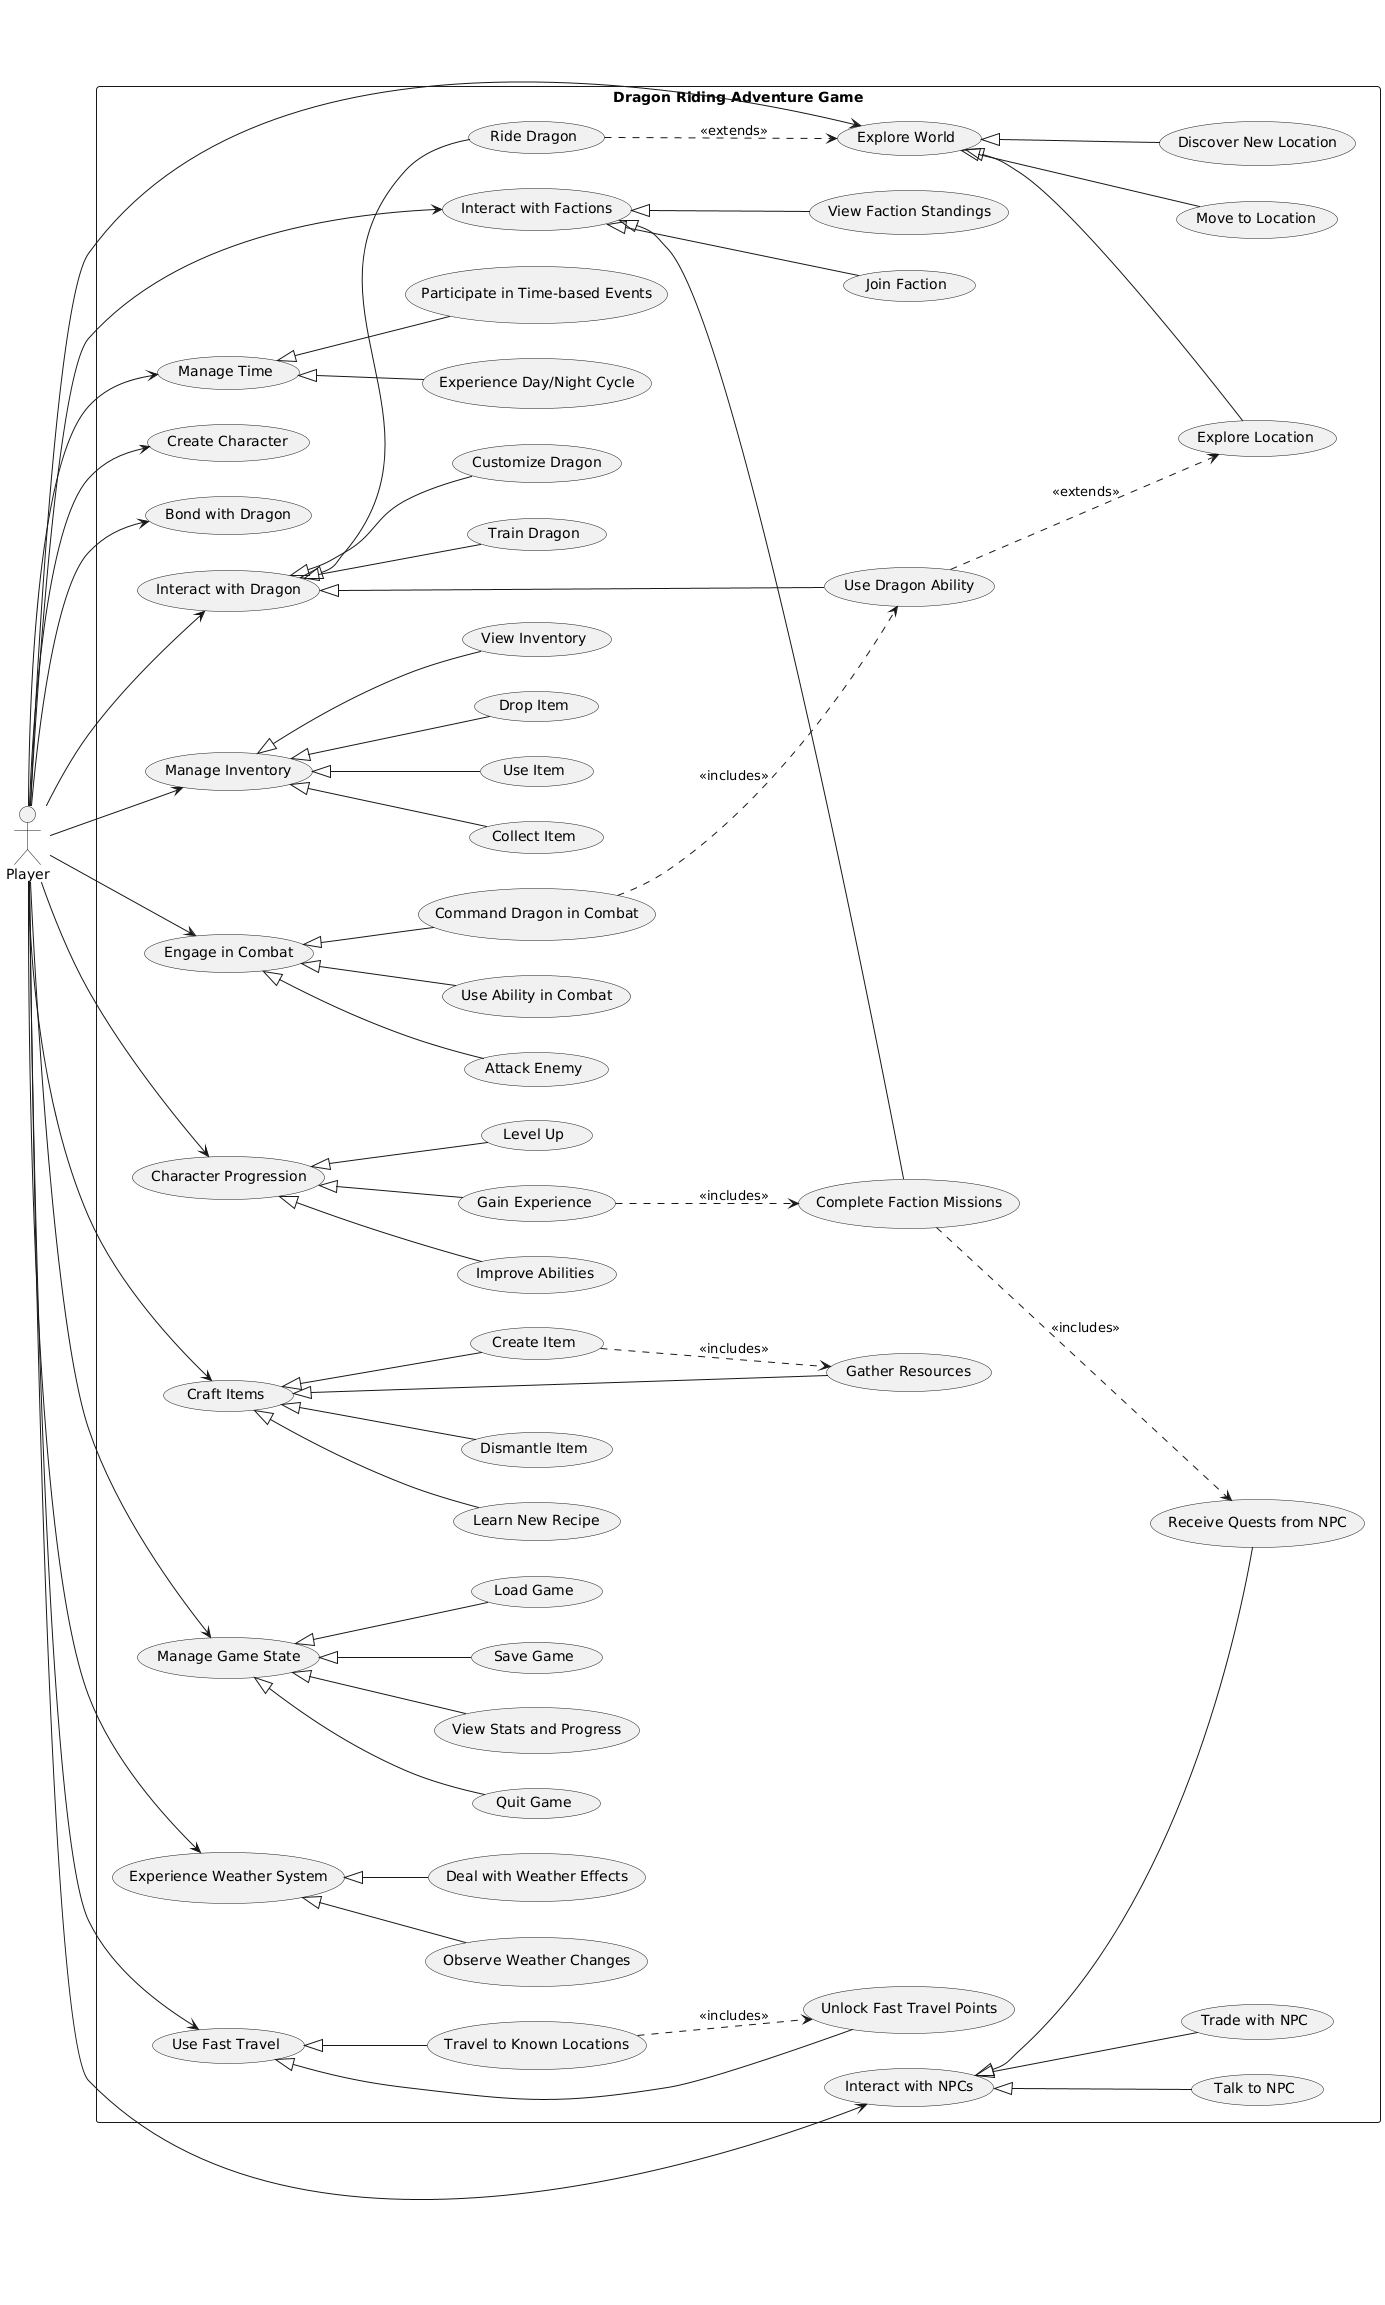 Dragon Riding Adventure Game
Ride Dragon
«extends»
Explore World
Discover New Location
Interact with Factions
View Faction Standings
Move to Location
Participate in Time-based Events
Join Faction
Manage Time
Experience Day/Night Cycle
Create Character
Customize Dragon
Explore Location
«extends»
Bond with Dragon
Train Dragon
Interact with Dragon
Use Dragon Ability
View Inventory
Drop Item
Manage Inventory
Use Item
«includes»
Collect Item
Player
Command Dragon in Combat
Engage in Combat
Use Ability in Combat
Attack Enemy
Level Up
Character Progression
Gain Experience
«includes»
Complete Faction Missions
Improve Abilities
«includes»
Create Item
«includes»
Gather Resources
Craft Items
Dismantle Item
Learn New Recipe
Receive Quests from NPC
Load Game
Manage Game State
Save Game
View Stats and Progress
Quit Game
Experience Weather System
Deal with Weather Effects
Observe Weather Changes
«includes»
Unlock Fast Travel Points
Trade with NPC
Use Fast Travel
Travel to Known Locations
Interact with NPCs
Talk to NPC